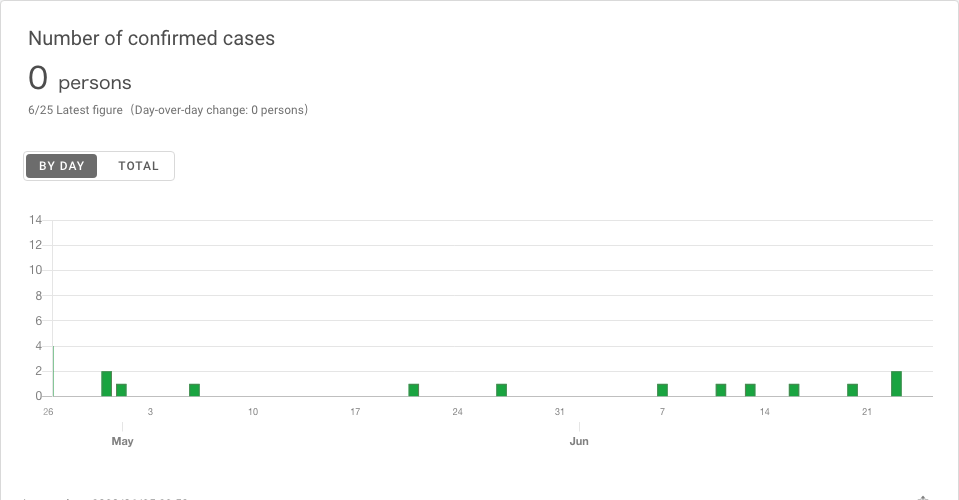 Number of confirmed cases
0 persons
6/25 Latest figure（Day-over-day change: 0 persons）
BY DAY TOTAL
14
12
10
8
6
4
2
0
26 3 10 17 24 31 7 14 21
May Jun